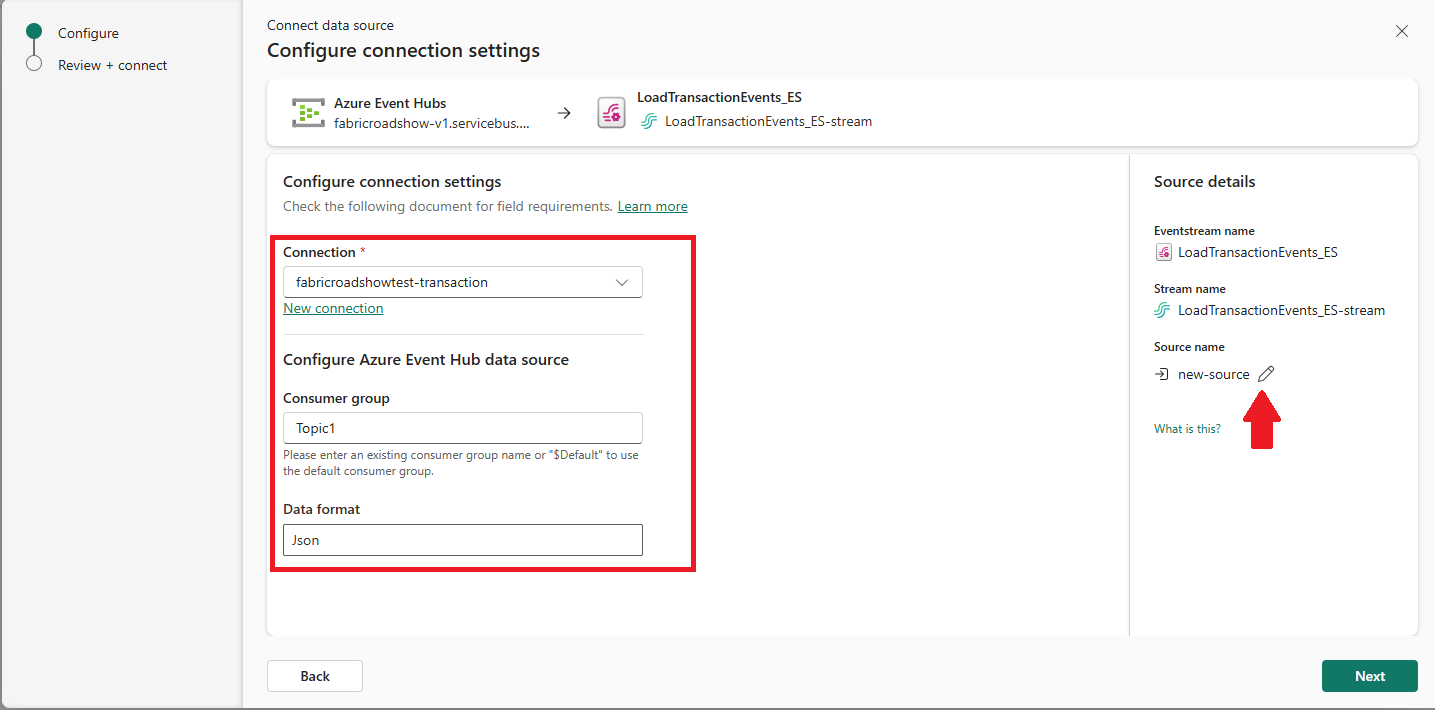 Configure
Review + connect
Connect data source
Configure connection settings
Azure Event Hubs
fabricroadshow-v1.servicebus....
LoadTransactionEvents_ES
LoadTransactionEvents_ES-stream
Configure connection settings
Check the following document for field requirements. Learn more
Connection *
fabricroadshowtest-transaction
New connection
Configure Azure Event Hub data source
Consumer group
Topic1
Please enter an existing consumer group name or "$Default" to use
the default consumer group.
Data format
Json
Source details
Eventstream name
LoadTransactionEvents_ES
Stream name
LoadTransactionEvents_ES-stream
Source name
new-source
What is this?
Back
Next